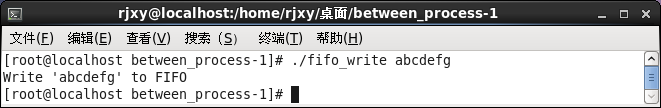 rjxy@localhost:/home/rjxy/桌面/between_process-1
文件(F) 编辑(E) 查看(V) 搜索 (S) 终端(T) 帮助(H)
[root@localhost between_process-1]# ./fifo_write abcdefg
Write 'abcdefg' to FIFO
[root@localhost between_process-1]#